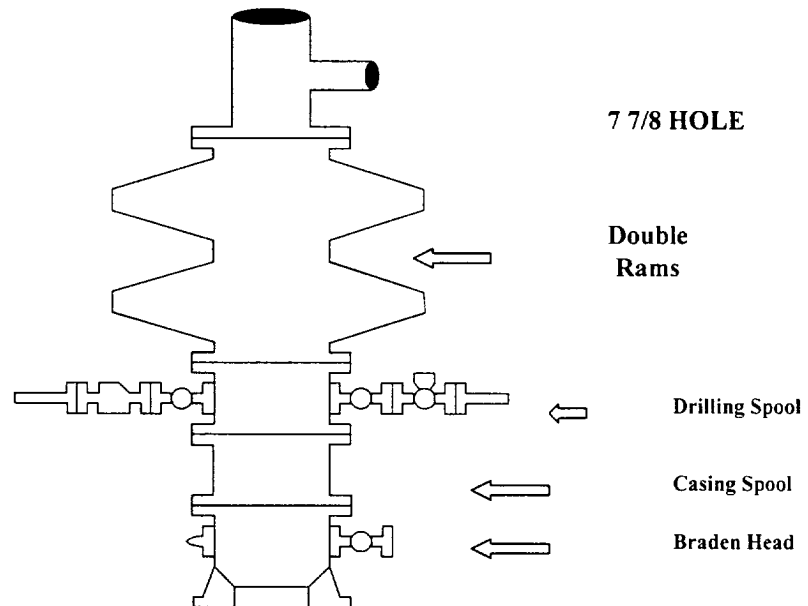 7 7/8 HOLE
Double
Rams
Drilling Spool
Casing Spool
Braden Head